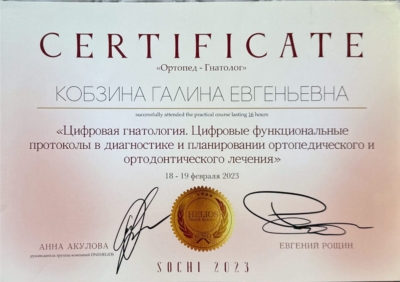 CERTIFICATE
«Ортопед - Гнатолог»
КОБЗИНА ГАЛИНА ЕВГЕНЬЕВНА
successfully attended the practical course lasting 16 hours
«Цифровая гнатология. Цифровые функциональные
протоколы в диагностике и планировании ортопедического и
ортодонтического лечения»
18 - 19 февраля 2023
HELIOS
АННА АКУЛОВА
ЕВГЕНИЙ РОЩИН
SOCHI 2023